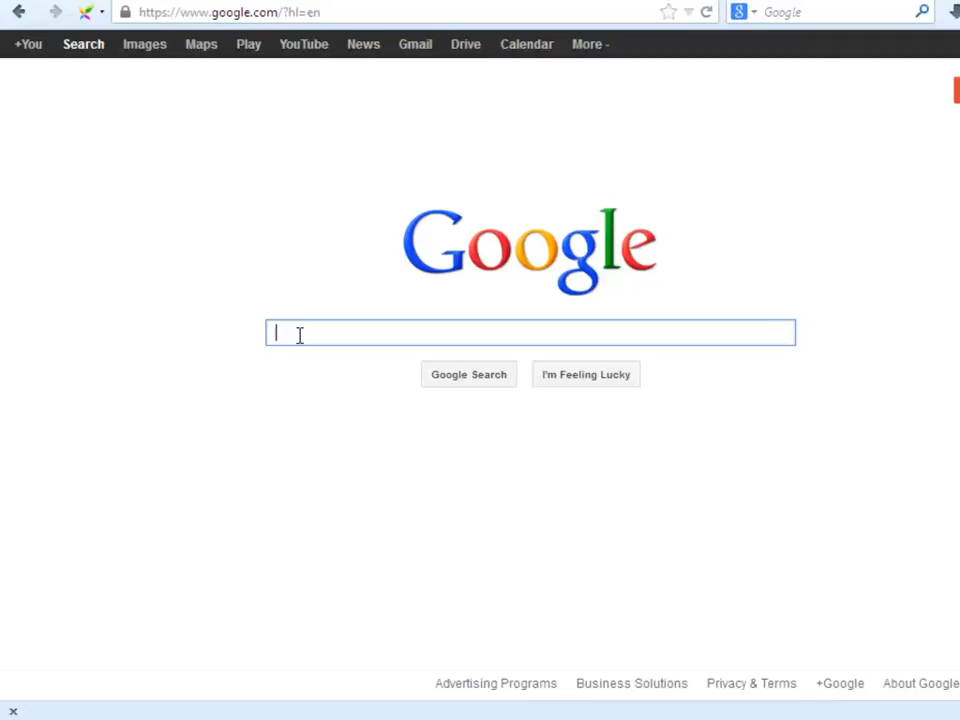 https://www.google.com/?hl=en
8 Google
+You Search Images Maps Play YouTube News Gmail Drive Calendar More
Google
Google Search I'm Feeling Lucky
Advertising Programs Business Solutions Privacy & Terms +Google About Google